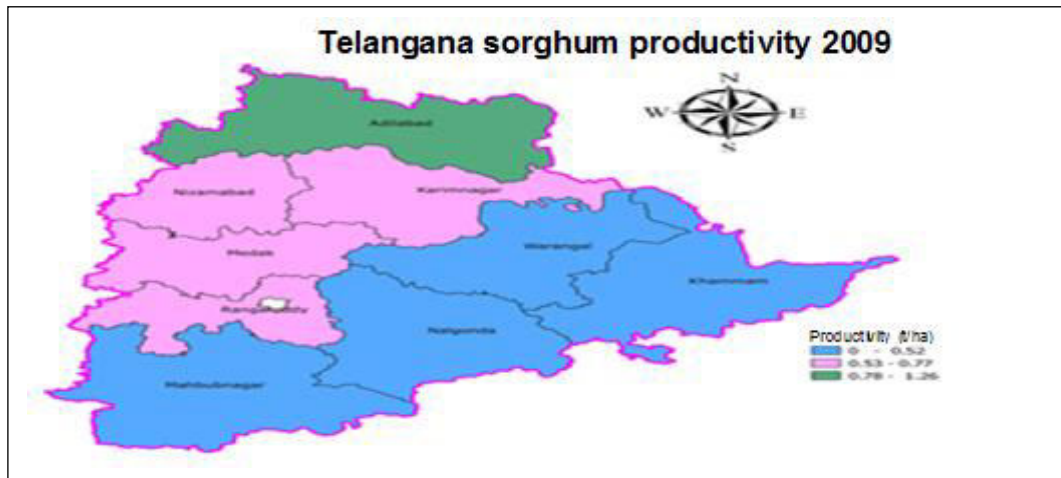 Telangana sorghum productivity 2009
N
W E
S
Adilabad
Nizamabad
Karimnagar
Medak
Warangal
Khammam
Rangareddy
Nalgonda
Mahbubnagar
Productivity (t/ha)
0 - 0.52
0.53 - 0.77
0.78 - 1.26